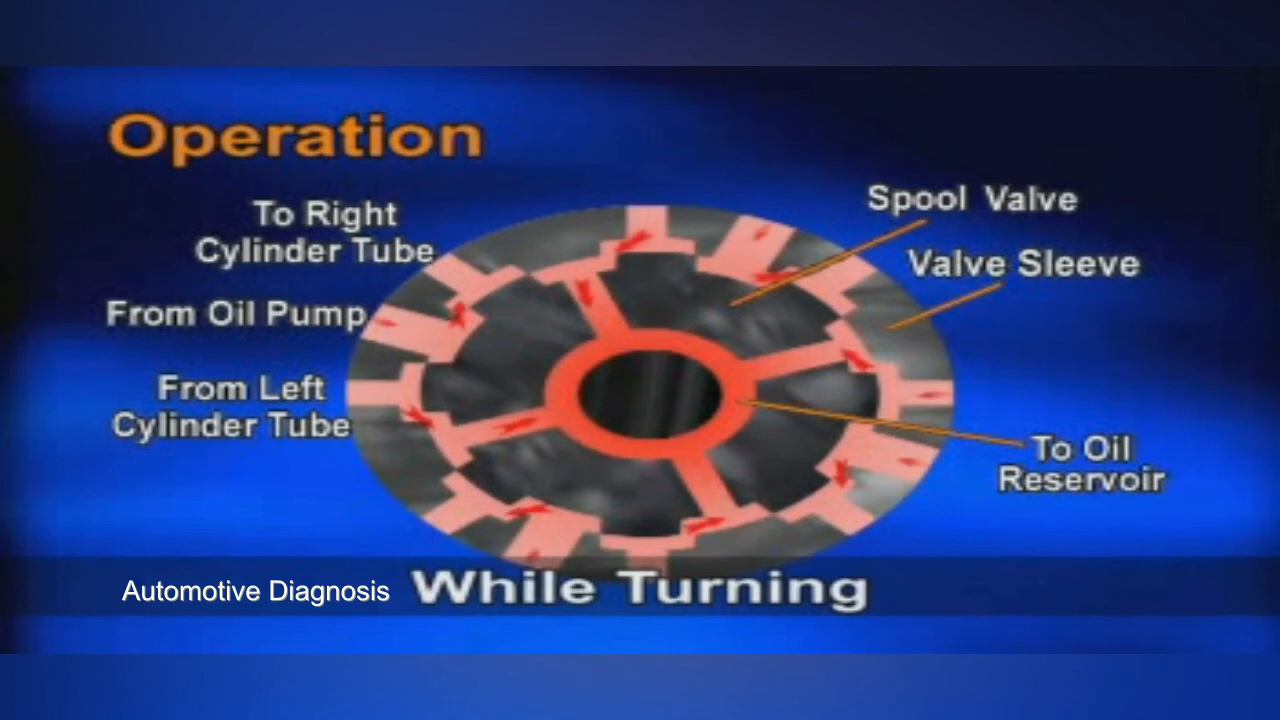 Operation
To Right
Cylinder Tube
From Oil Pump
From Left
Cylinder Tube
Spool Valve
Valve Sleeve
To Oil
Reservoir
Automotive Diagnosis
While Turning